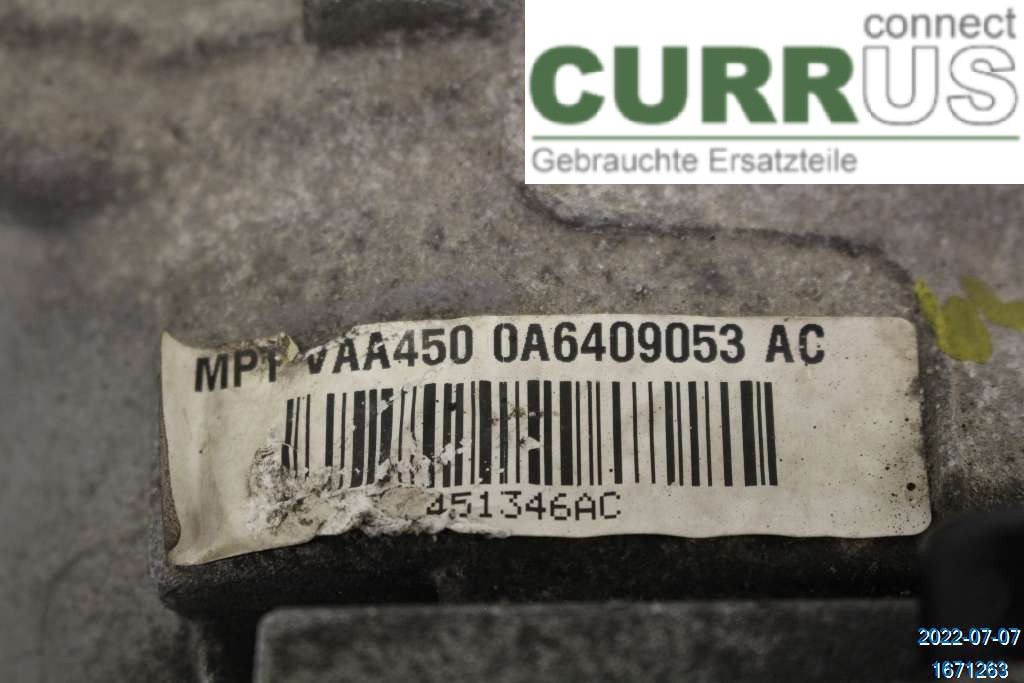 connect
CURRUS
Gebrauchte Ersatzteile
VAA450 0A6409053 AC
451346AC
2022-07-07
1671263